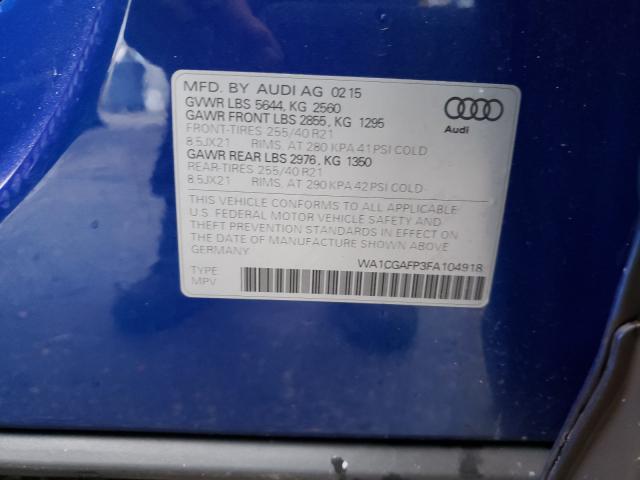 MFD. BY AUDI AG 02 15
GVWR LBS 5644, KG 2560
GAWR FRONT LBS 2855, KG 1295
FRONT-TIRES 255/40 R21
8.5JX21 RIMS, AT 280 KPA 41 PSI COLD
GAWR REAR LBS 2976, KG 1350
REAR-TIRES 255/40 R21
8.5JX21 RIMS, AT 290 KPA 42 PSI COLD
Audi
THIS VEHICLE CONFORMS TO ALL APPLICABLE
U.S. FEDERAL MOTOR VEHICLE SAFETY AND
THEFT PREVENTION STANDARDS IN EFFECT ON
THE DATE OF MANUFACTURE SHOWN ABOVE.
GERMANY
WA1CGAFP3FA104918
TYPE:
MPV